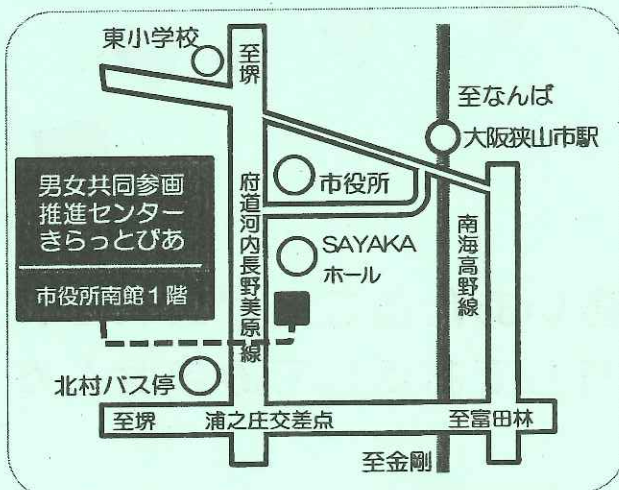 東小学校
至堺
至なんば
大阪狭山市駅
男女共同参画
推進センター
きらっとぴあ
市役所南館1階
市役所
府道河内長野美原線
SAYAKA
ホール
南海高野線
北村バス停
至堺
浦之庄交差点
至富田林
至金剛